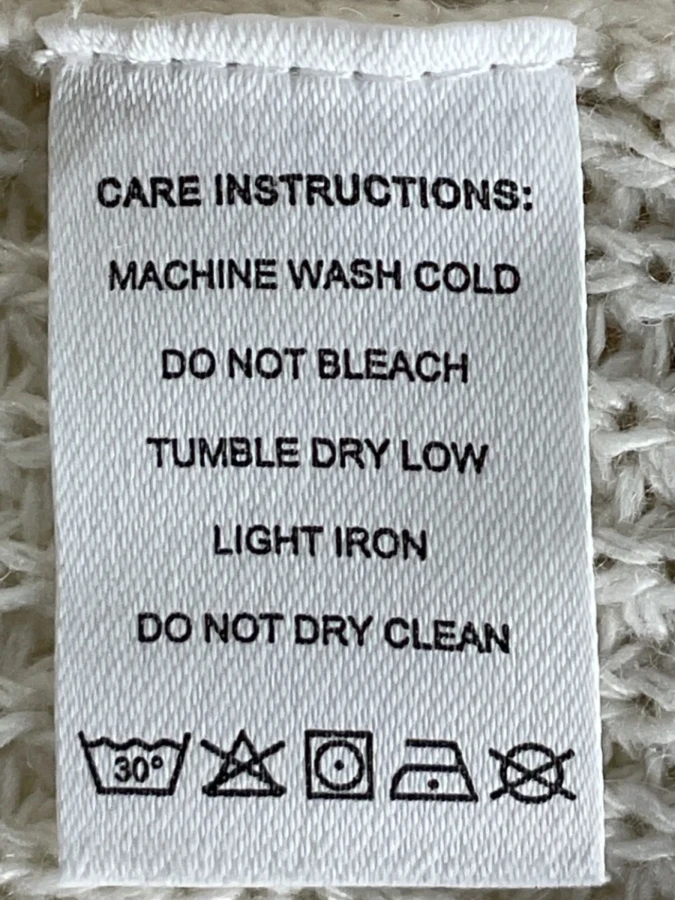 CARE INSTRUCTIONS:
MACHINE WASH COLD
DO NOT BLEACH
TUMBLE DRY LOW
LIGHT IRON
DO NOT DRY CLEAN
30°